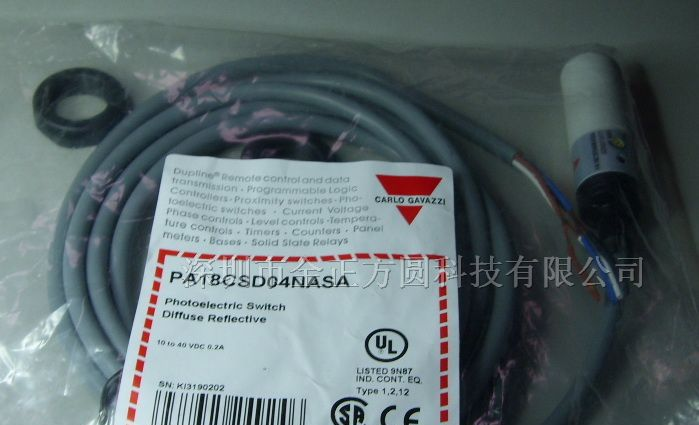 Dupline® Remote control and data
transmission - Programmable Logic
Controllers - Proximity switches - Pho-
toelectric switches - Current Voltage
Phase controls - Level controls -Tempera-
ture controls - Timers - Counters - Panel
meters - Bases - Solid State Relays
CARLO GAVAZZI
PA18CSD04NASA
深圳市余正方圆科技有限公司
Photoelectric Switch
Diffuse Reflective
10 to 40 VDC 0.2A
SN: KI3190202
UL
LISTED 9N87
IND. CONT. EQ.
Type 1,2,12
SA CE